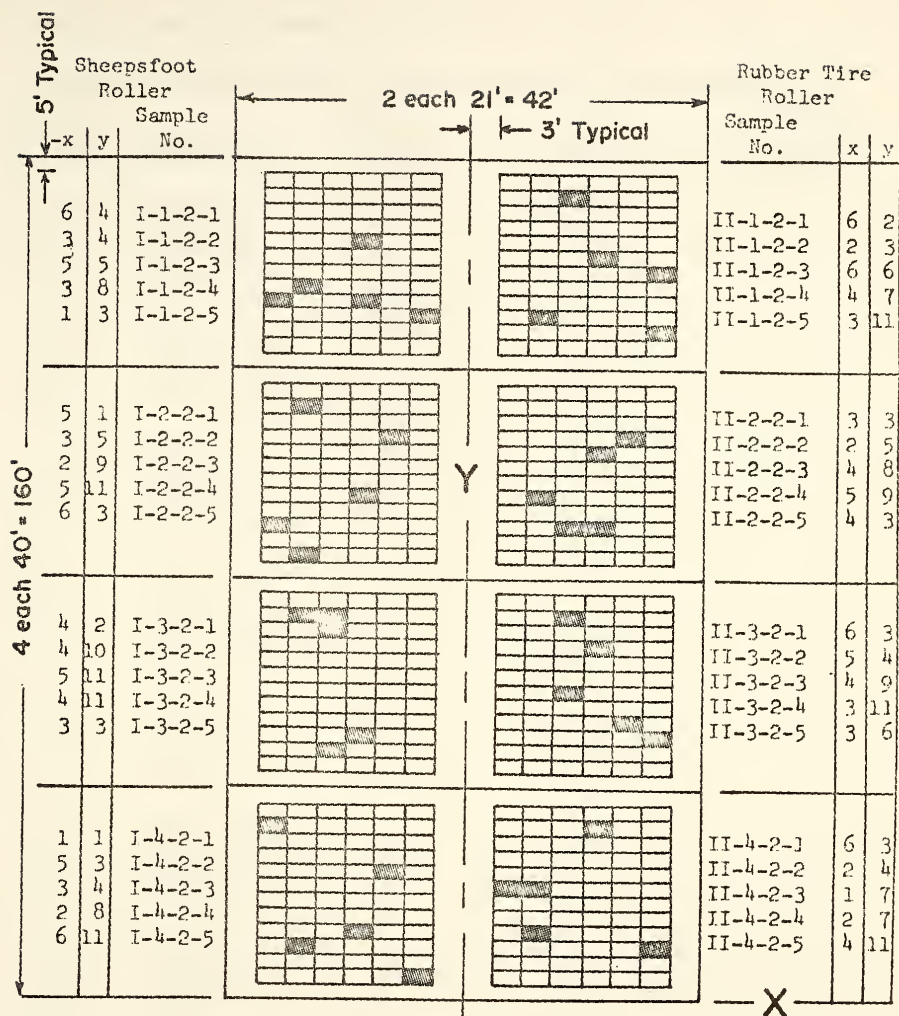 5' Typical
Sheepsfoot
Roller
Sample
-x y No.
2 each 21' = 42'
3' Typical
Rubber Tire
Roller
Sample
No. x y
4 each 40' = 160'
6 4 I-1-2-1
3 4 I-1-2-2
5 5 I-1-2-3
3 8 I-1-2-4
1 3 I-1-2-5
II-1-2-1 6 2
II-1-2-2 2 3
II-1-2-3 6 6
II-1-2-4 4 7
II-1-2-5 3 11
5 1 I-2-2-1
3 5 I-2-2-2
2 9 I-2-2-3
5 11 I-2-2-4
6 3 I-2-2-5
Y
II-2-2-1 3 3
II-2-2-2 2 5
II-2-2-3 4 8
II-2-2-4 5 9
II-2-2-5 4 3
4 2 I-3-2-1
4 10 I-3-2-2
5 11 I-3-2-3
4 11 I-3-2-4
3 3 I-3-2-5
II-3-2-1 6 3
II-3-2-2 5 4
II-3-2-3 4 9
II-3-2-4 3 11
II-3-2-5 3 6
1 1 I-4-2-1
5 3 I-4-2-2
3 4 I-4-2-3
2 8 I-4-2-4
6 11 I-4-2-5
II-4-2-1 6 3
II-4-2-2 2 4
II-4-2-3 1 7
II-4-2-4 2 7
II-4-2-5 4 11
X